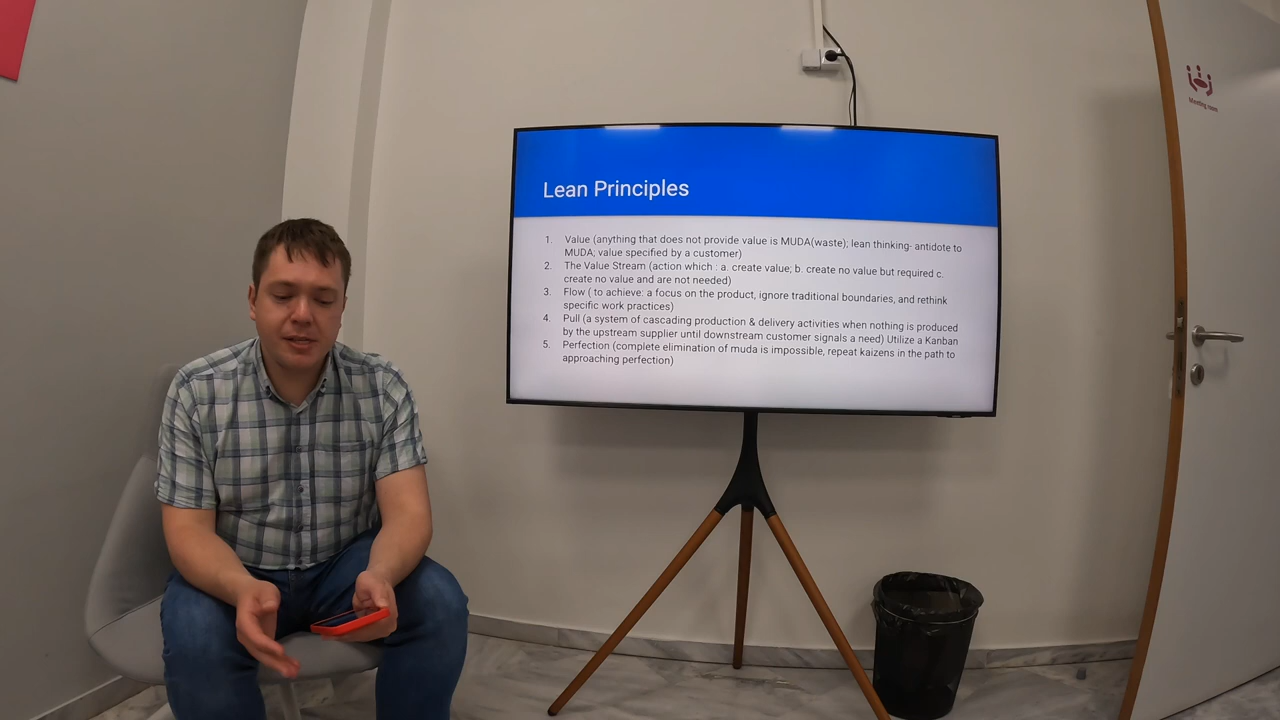 Lean Principles
1. Value (anything that does not provide value is MUDA(waste); lean thinking- antidote to
MUDA; value specified by a customer)
2. The Value Stream (action which : a. create value; b. create no value but required c.
create no value and are not needed)
3. Flow ( to achieve: a focus on the product, ignore traditional boundaries, and rethink
specific work practices)
4. Pull (a system of cascading production & delivery activities when nothing is produced
by the upstream supplier until downstream customer signals a need) Utilize a Kanban
5. Perfection (complete elimination of muda is impossible, repeat kaizens in the path to
approaching perfection)
Meeting room